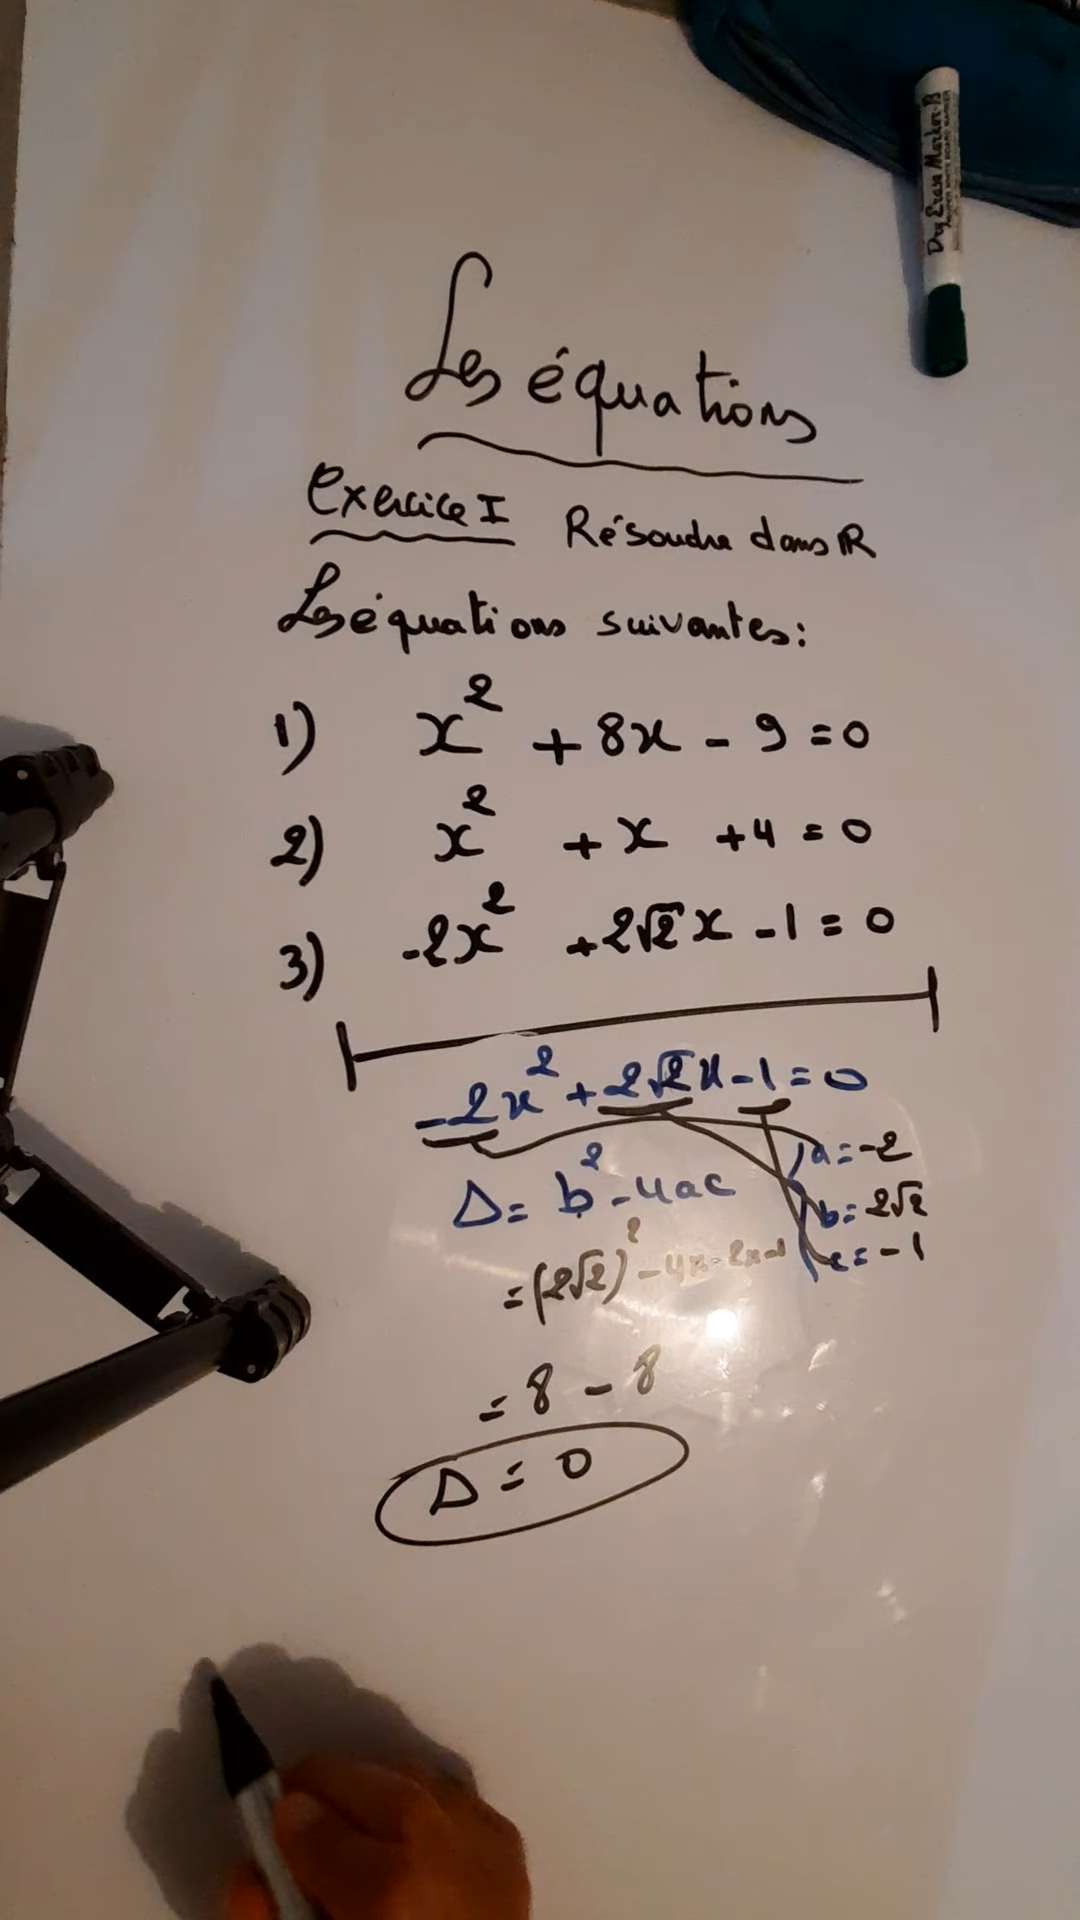 Dry Erase Marker-B
Les équations
Exercice I Résoudre dans ℝ
Les équations suivantes:
1) x² + 8x - 9 = 0
2) x² + x + 4 = 0
3) -2x² + 2√2 x - 1 = 0
-2x² + 2√2 x - 1 = 0
a = -2
Δ = b² - 4ac
b = 2√2
c = -1
= (2√2)² - 4x-2x-1
= 8 - 8
Δ = 0